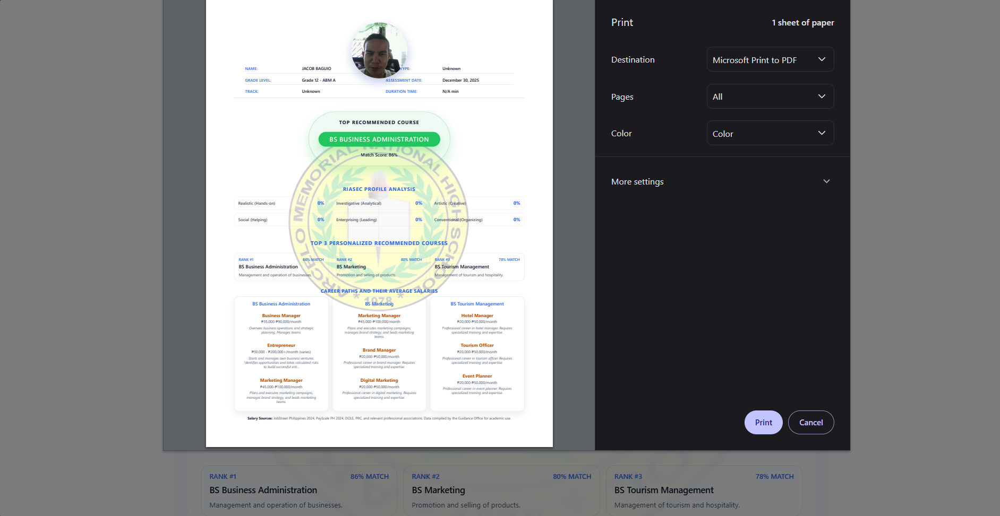 NAME: JACOB BAGUIO YPE: Unknown
GRADE LEVEL: Grade 12 - ABM A ASSESSMENT DATE: December 30, 2025
TRACK: Unknown DURATION TIME: N/A min
TOP RECOMMENDED COURSE
BS BUSINESS ADMINISTRATION
Match Score: 86%
ARCELO MEMORIAL NATIONAL HIGH SCHOOL
* 1978 *
RIASEC PROFILE ANALYSIS
Realistic (Hands-on) 0% Investigative (Analytical) 0% Artistic (Creative) 0%
Social (Helping) 0% Enterprising (Leading) 0% Conventional (Organizing) 0%
TOP 3 PERSONALIZED RECOMMENDED COURSES
RANK #1 86% MATCH
BS Business Administration
Management and operation of businesses.
RANK #2 80% MATCH
BS Marketing
Promotion and selling of products.
RANK #3 78% MATCH
BS Tourism Management
Management of tourism and hospitality.
CAREER PATHS AND THEIR AVERAGE SALARIES
BS Business Administration
Business Manager
₱35,000-₱90,000/month
Oversees business operations and strategic
planning. Manages teams.
Entrepreneur
₱30,000 - ₱200,000+/month (varies)
Starts and manages own business ventures.
Identifies opportunities and takes calculated risks
to build successful ent...
Marketing Manager
₱45,000-₱100,000/month
Plans and executes marketing campaigns,
manages brand strategy, and leads marketing
teams.
BS Marketing
Marketing Manager
₱45,000-₱100,000/month
Plans and executes marketing campaigns,
manages brand strategy, and leads marketing
teams.
Brand Manager
₱20,000-₱50,000/month
Professional career in brand manager. Requires
specialized training and expertise.
Digital Marketing
₱20,000-₱50,000/month
Professional career in digital marketing. Requires
specialized training and expertise.
BS Tourism Management
Hotel Manager
₱20,000-₱50,000/month
Professional career in hotel manager. Requires
specialized training and expertise.
Tourism Officer
₱20,000-₱50,000/month
Professional career in tourism officer. Requires
specialized training and expertise.
Event Planner
₱20,000-₱50,000/month
Professional career in event planner. Requires
specialized training and expertise.
Salary Sources: JobStreet Philippines 2024, PayScale PH 2024, DOLE, PRC, and relevant professional associations. Data compiled by the Guidance Office for academic use.
Print 1 sheet of paper
Destination Microsoft Print to PDF
Pages All
Color Color
More settings
Print Cancel
RANK #1 86% MATCH
BS Business Administration
Management and operation of businesses.
RANK #2 80% MATCH
BS Marketing
Promotion and selling of products.
RANK #3 78% MATCH
BS Tourism Management
Management of tourism and hospitality.